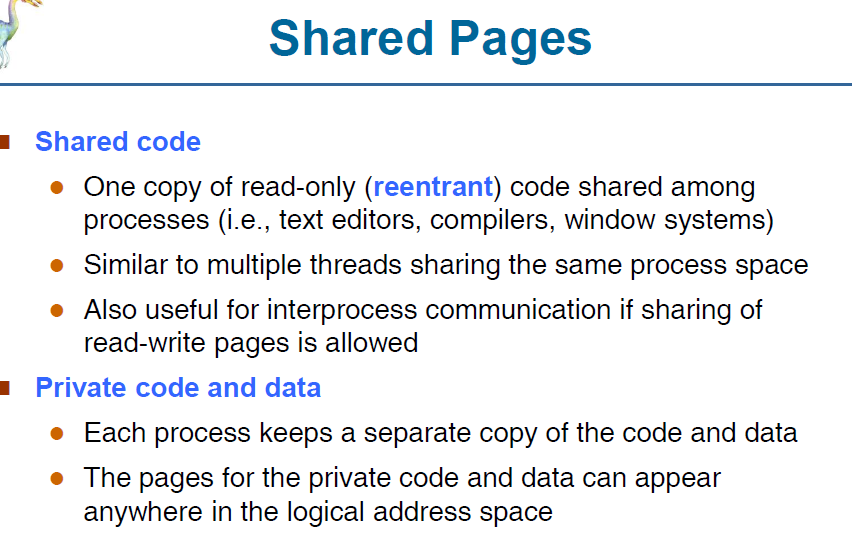 Shared Pages
Shared code
One copy of read-only (reentrant) code shared among
processes (i.e., text editors, compilers, window systems)
Similar to multiple threads sharing the same process space
Also useful for interprocess communication if sharing of
read-write pages is allowed
Private code and data
Each process keeps a separate copy of the code and data
The pages for the private code and data can appear
anywhere in the logical address space